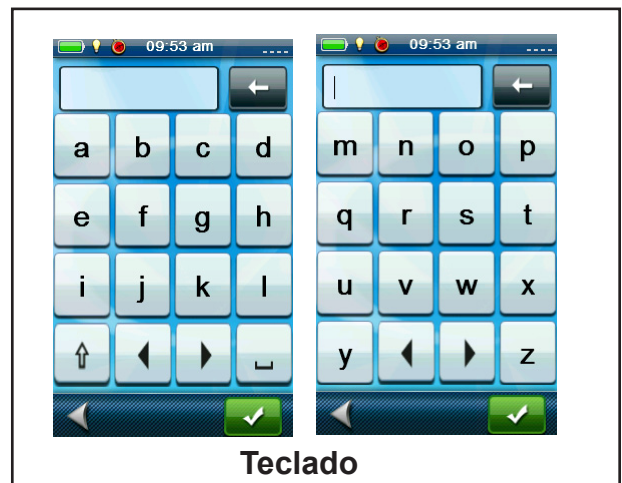 09:53 am
a b c d
e f g h
i j k l
09:53 am
m n o p
q r s t
u v w x
y z
Teclado